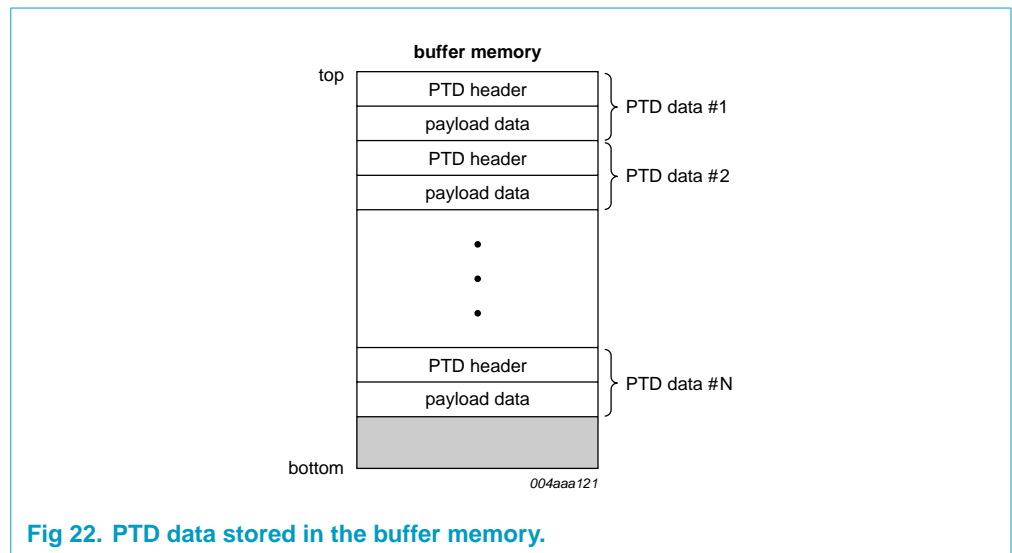 buffer memory
top
PTD header
payload data
PTD data #1
PTD header
payload data
PTD data #2
PTD header
payload data
PTD data #N
bottom
004aaa121
Fig 22. PTD data stored in the buffer memory.